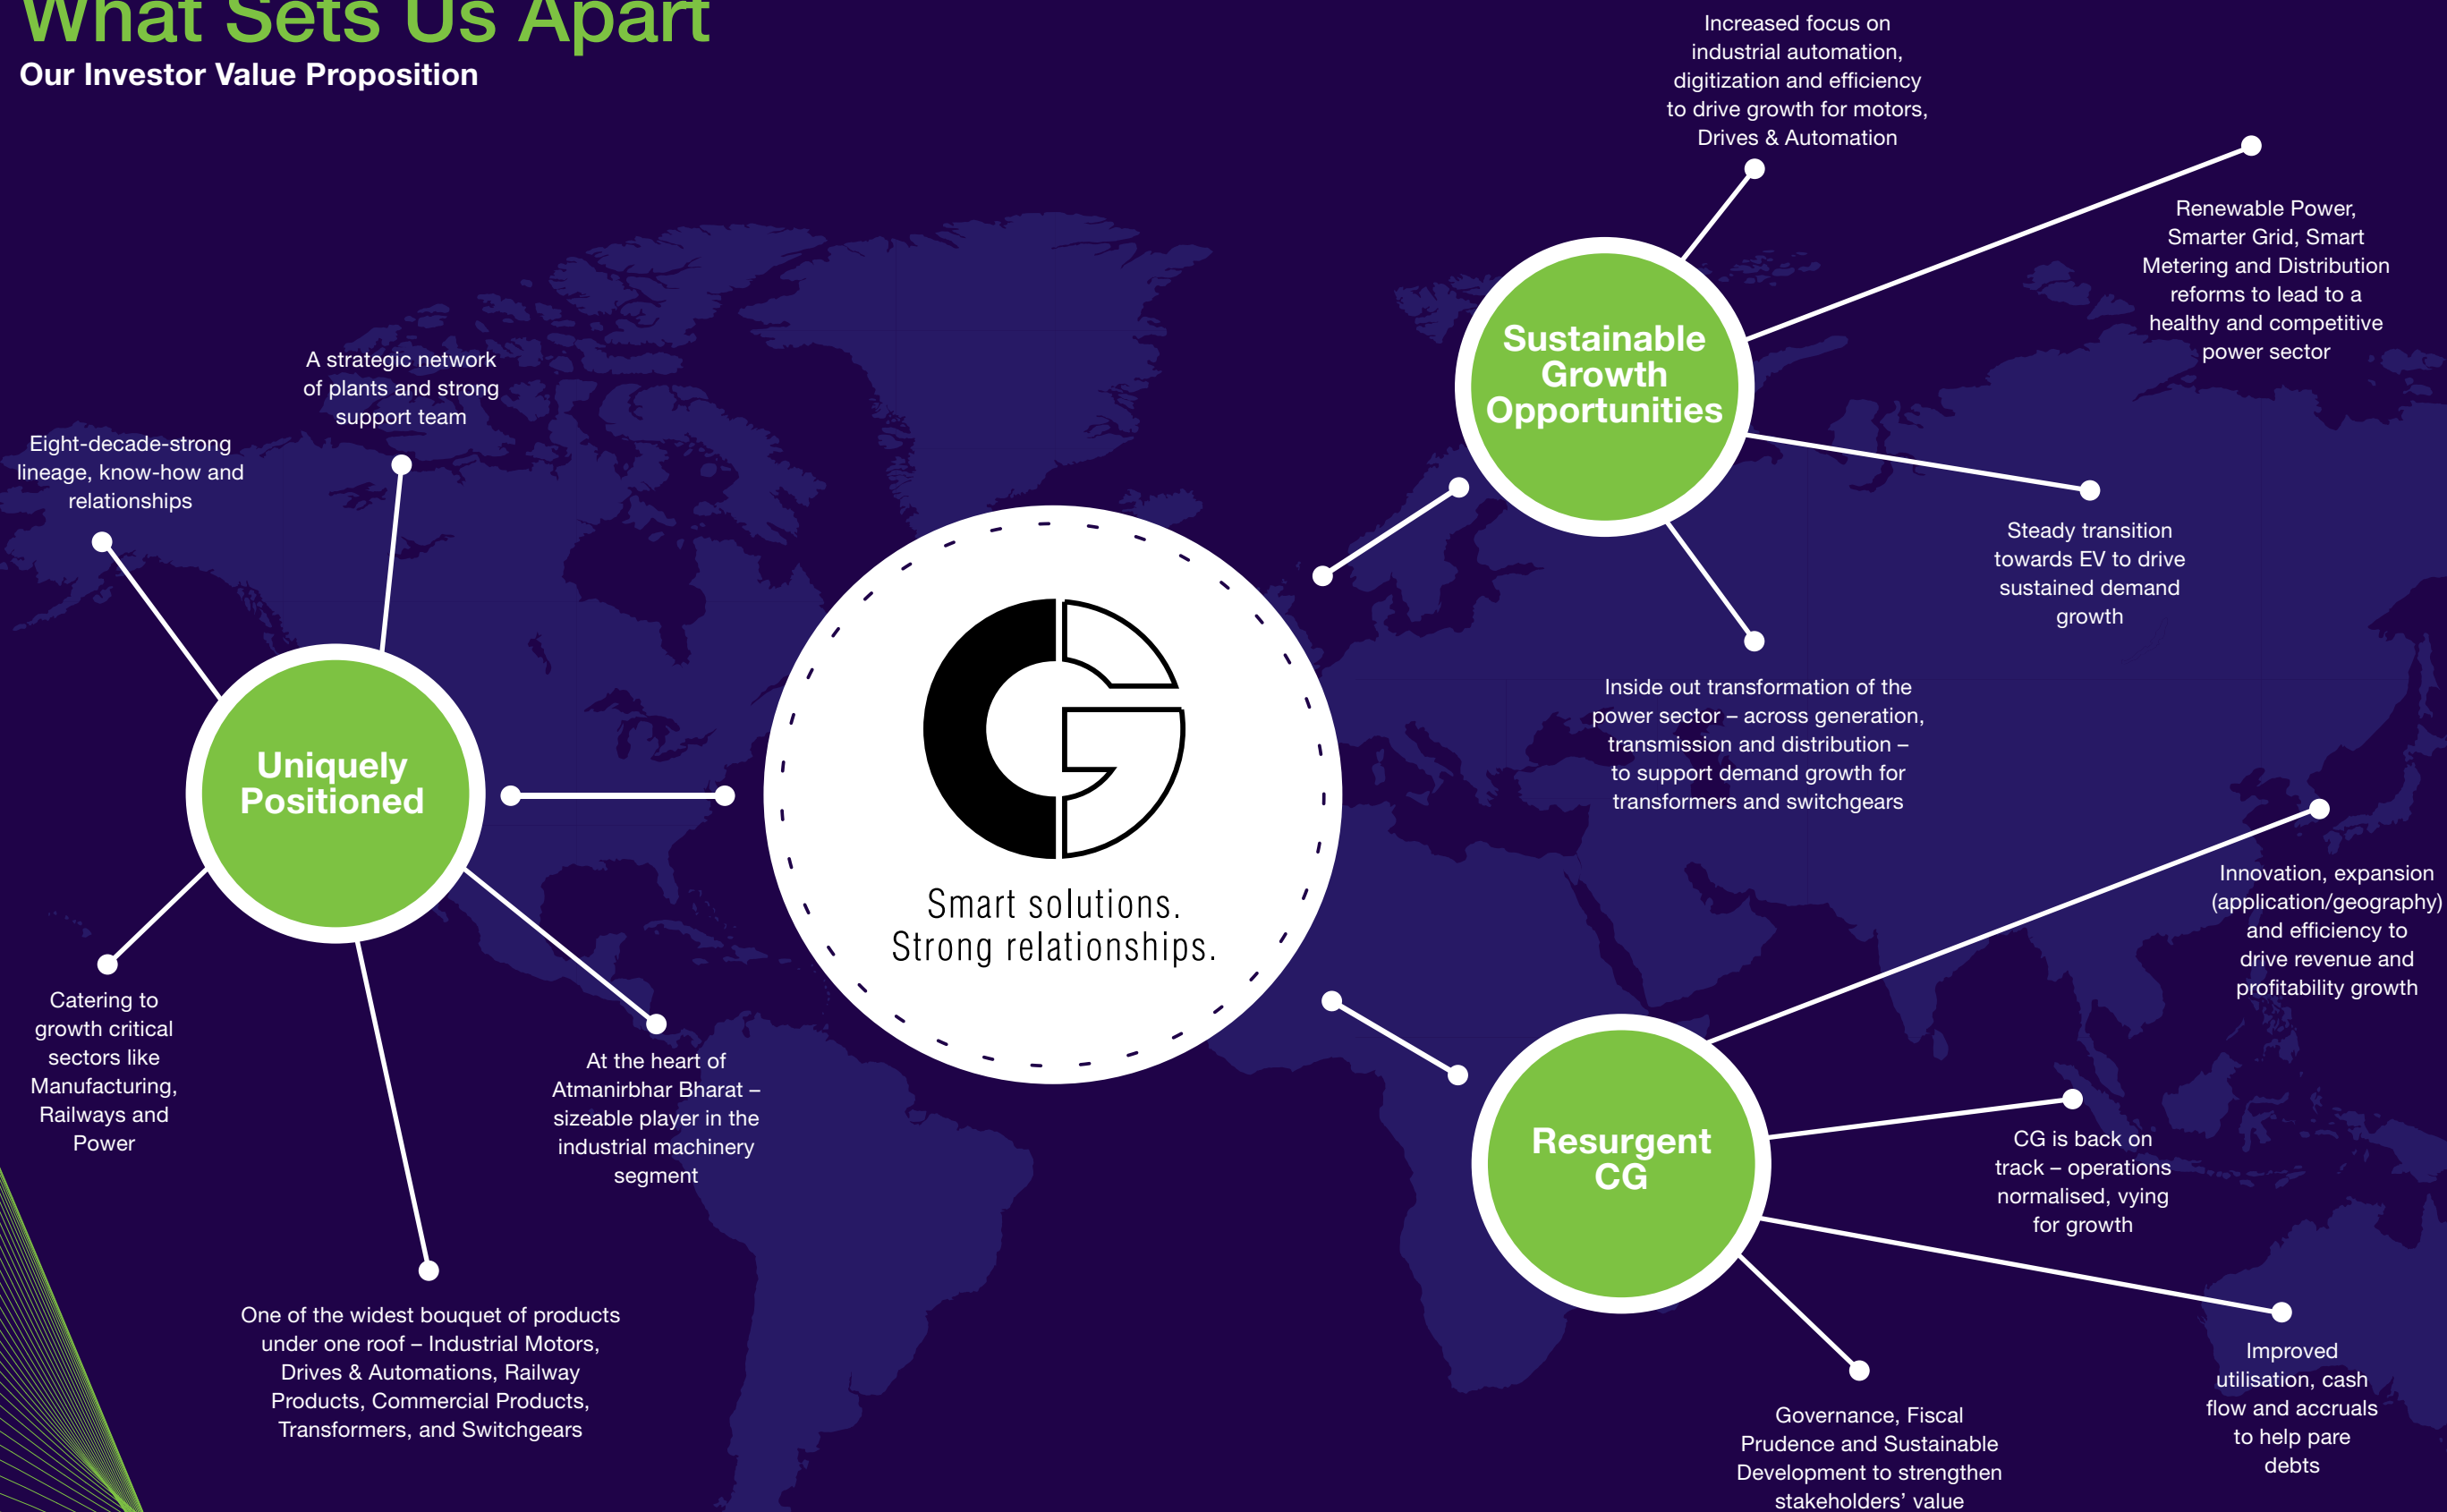 What Sets Us Apart
Our Investor Value Proposition
Eight-decade-strong
lineage, know-how and
relationships
A strategic network
of plants and strong
support team
Uniquely
Positioned
Catering to
growth critical
sectors like
Manufacturing,
Railways and
Power
One of the widest bouquet of products
under one roof – Industrial Motors,
Drives & Automations, Railway
Products, Commercial Products,
Transformers, and Switchgears
At the heart of
Atmanirbhar Bharat –
sizeable player in the
industrial machinery
segment
CG
Smart solutions.
Strong relationships.
Increased focus on
industrial automation,
digitization and efficiency
to drive growth for motors,
Drives & Automation
Renewable Power,
Smarter Grid, Smart
Metering and Distribution
reforms to lead to a
healthy and competitive
power sector
Sustainable
Growth
Opportunities
Steady transition
towards EV to drive
sustained demand
growth
Inside out transformation of the
power sector – across generation,
transmission and distribution –
to support demand growth for
transformers and switchgears
Innovation, expansion
(application/geography)
and efficiency to
drive revenue and
profitability growth
Resurgent
CG
CG is back on
track – operations
normalised, vying
for growth
Improved
utilisation, cash
flow and accruals
to help pare
debts
Governance, Fiscal
Prudence and Sustainable
Development to strengthen
stakeholders’ value